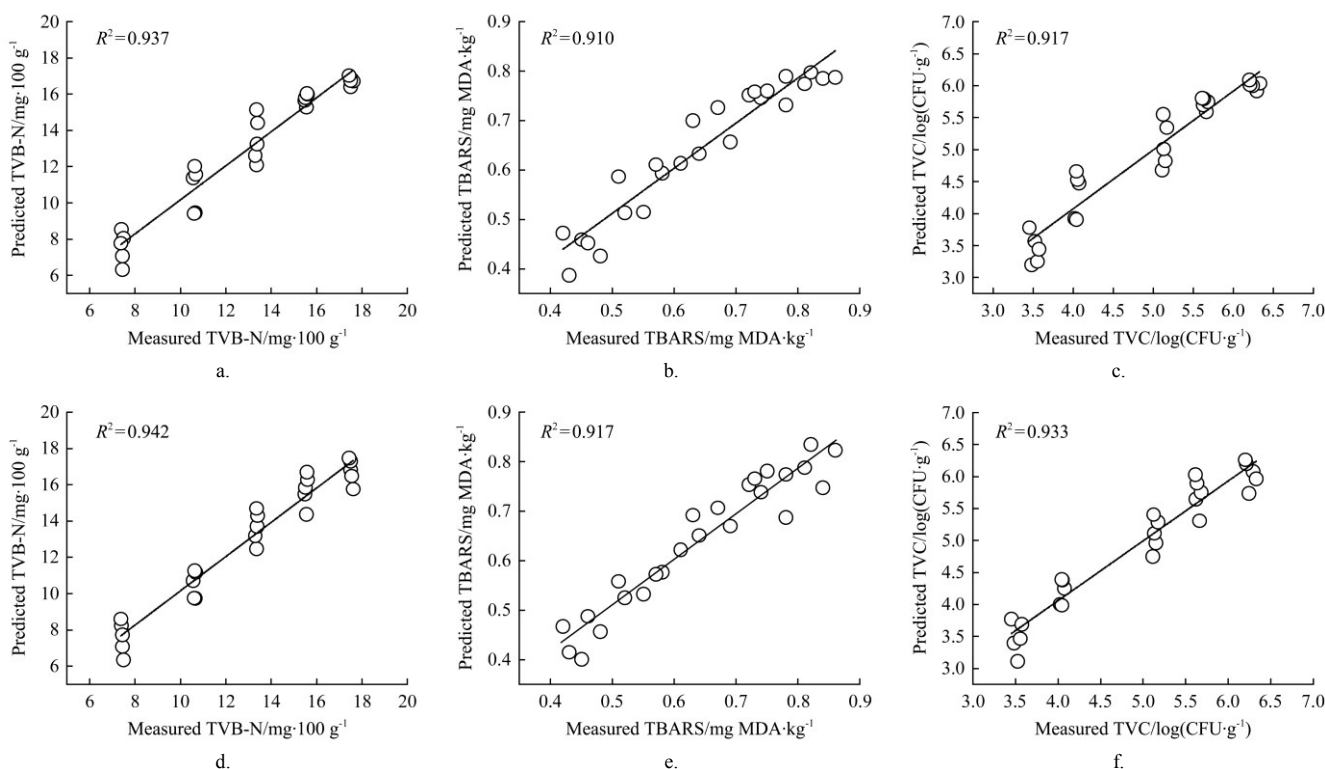 R²=0.937
Predicted TVB-N/mg·100 g⁻¹
20
18
16
14
12
10
8
6
6 8 10 12 14 16 18 20
Measured TVB-N/mg·100 g⁻¹
a.
R²=0.910
Predicted TBARS/mg MDA·kg⁻¹
0.9
0.8
0.7
0.6
0.5
0.4
0.4 0.5 0.6 0.7 0.8 0.9
Measured TBARS/mg MDA·kg⁻¹
b.
R²=0.917
Predicted TVC/log(CFU·g⁻¹)
7.0
6.5
6.0
5.5
5.0
4.5
4.0
3.5
3.0
3.0 3.5 4.0 4.5 5.0 5.5 6.0 6.5 7.0
Measured TVC/log(CFU·g⁻¹)
c.
R²=0.942
Predicted TVB-N/mg·100 g⁻¹
20
18
16
14
12
10
8
6
6 8 10 12 14 16 18 20
Measured TVB-N/mg·100 g⁻¹
d.
R²=0.917
Predicted TBARS/mg MDA·kg⁻¹
0.9
0.8
0.7
0.6
0.5
0.4
0.4 0.5 0.6 0.7 0.8 0.9
Measured TBARS/mg MDA·kg⁻¹
e.
R²=0.933
Predicted TVC/log(CFU·g⁻¹)
7.0
6.5
6.0
5.5
5.0
4.5
4.0
3.5
3.0
3.0 3.5 4.0 4.5 5.0 5.5 6.0 6.5 7.0
Measured TVC/log(CFU·g⁻¹)
f.